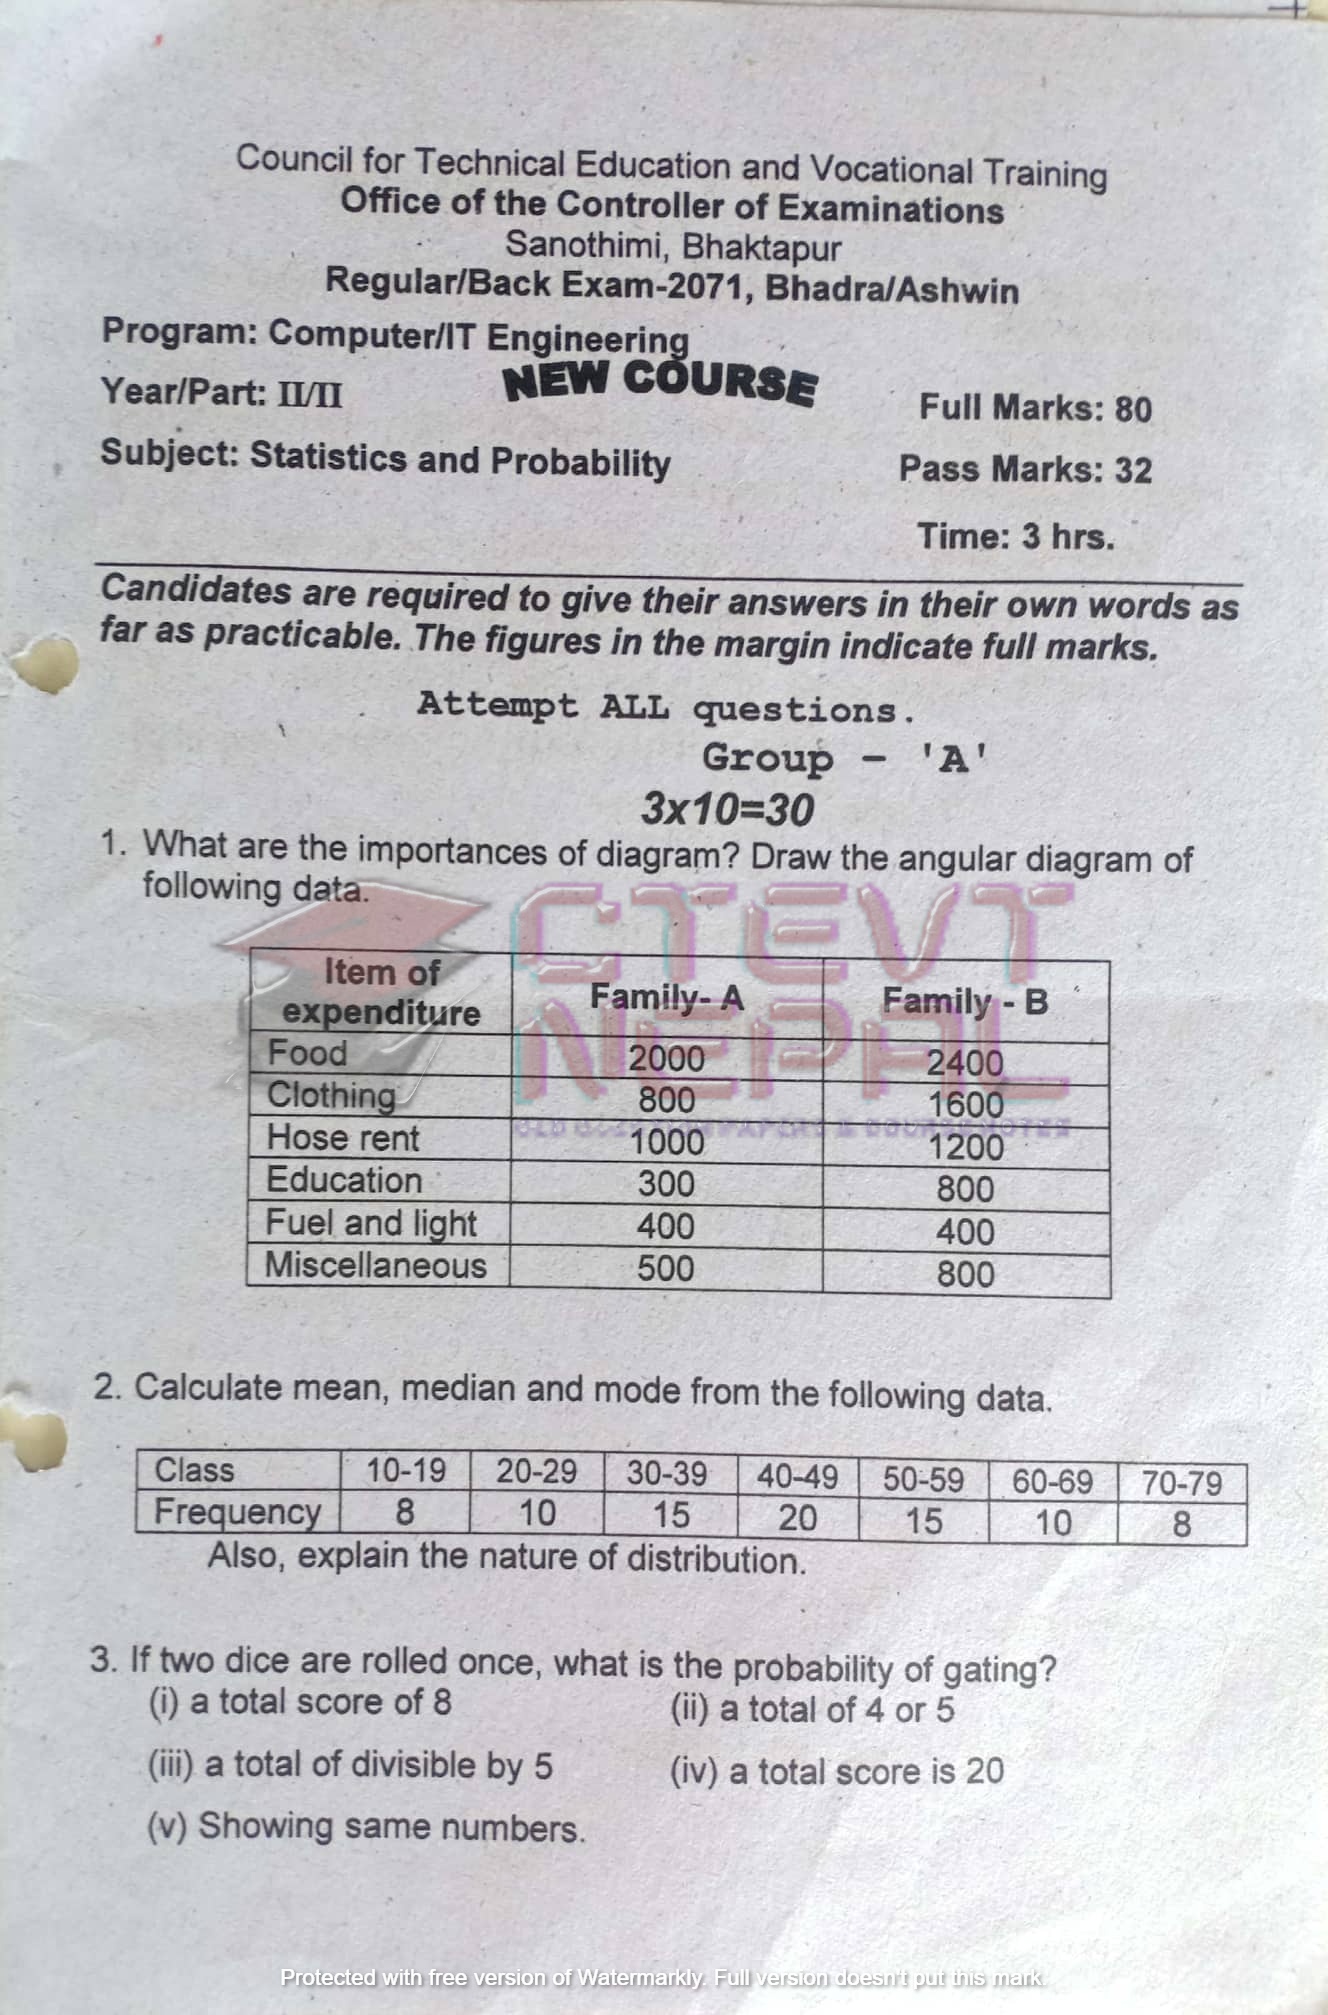 Council for Technical Education and Vocational Training
Office of the Controller of Examinations
Sanothimi, Bhaktapur
Regular/Back Exam-2071, Bhadra/Ashwin
Program: Computer/IT Engineering
NEW COURSE
Year/Part: II/II
Full Marks: 80
Subject: Statistics and Probability
Pass Marks: 32
Time: 3 hrs.
Candidates are required to give their answers in their own words as
far as practicable. The figures in the margin indicate full marks.
Attempt ALL questions.
Group - 'A'
3x10=30
1. What are the importances of diagram? Draw the angular diagram of
following data.
CTEVT
NEPAL
Item of expenditure Family- A Family - B
Food 2000 2400
Clothing 800 1600
Hose rent 1000 1200
Education 300 800
Fuel and light 400 400
Miscellaneous 500 800
2. Calculate mean, median and mode from the following data.
Class 10-19 20-29 30-39 40-49 50-59 60-69 70-79
Frequency 8 10 15 20 15 10 8
Also, explain the nature of distribution.
3. If two dice are rolled once, what is the probability of gating?
(i) a total score of 8 (ii) a total of 4 or 5
(iii) a total of divisible by 5 (iv) a total score is 20
(v) Showing same numbers.
Protected with free version of Watermarkly. Full version doesn't put this mark.